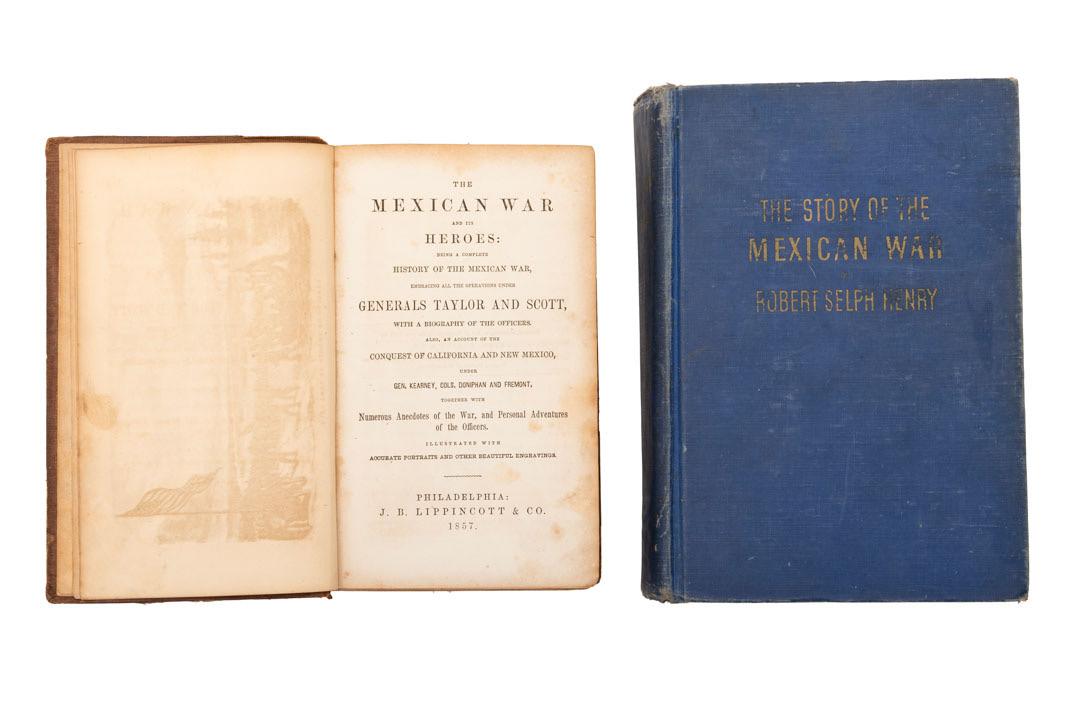 THE
MEXICAN WAR
AND ITS
HEROES:
BEING A COMPLETE
HISTORY OF THE MEXICAN WAR,
EMBRACING ALL THE OPERATIONS UNDER
GENERALS TAYLOR AND SCOTT,
WITH A BIOGRAPHY OF THE OFFICERS.
ALSO, AN ACCOUNT OF THE
CONQUEST OF CALIFORNIA AND NEW MEXICO,
UNDER
GEN. KEARNEY, COLS. DONIPHAN AND FREMONT.
TOGETHER WITH
Numerous Anecdotes of the War, and Personal Adventures
of the Officers.
ILLUSTRATED WITH
ACCURATE PORTRAITS AND OTHER BEAUTIFUL ENGRAVINGS.
PHILADELPHIA:
J. B. LIPPINCOTT & CO.
1857.
THE STORY OF THE
MEXICAN WAR
ROBERT SELPH HENRY